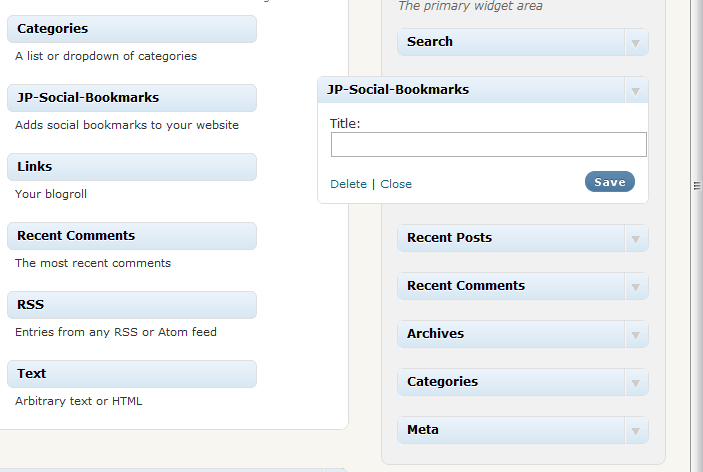 Categories
A list or dropdown of categories
JP-Social-Bookmarks
Adds social bookmarks to your website
Links
Your blogroll
Recent Comments
The most recent comments
RSS
Entries from any RSS or Atom feed
Text
Arbitrary text or HTML
The primary widget area
Search
JP-Social-Bookmarks
Title:
Delete | Close
Save
Recent Posts
Recent Comments
Archives
Categories
Meta